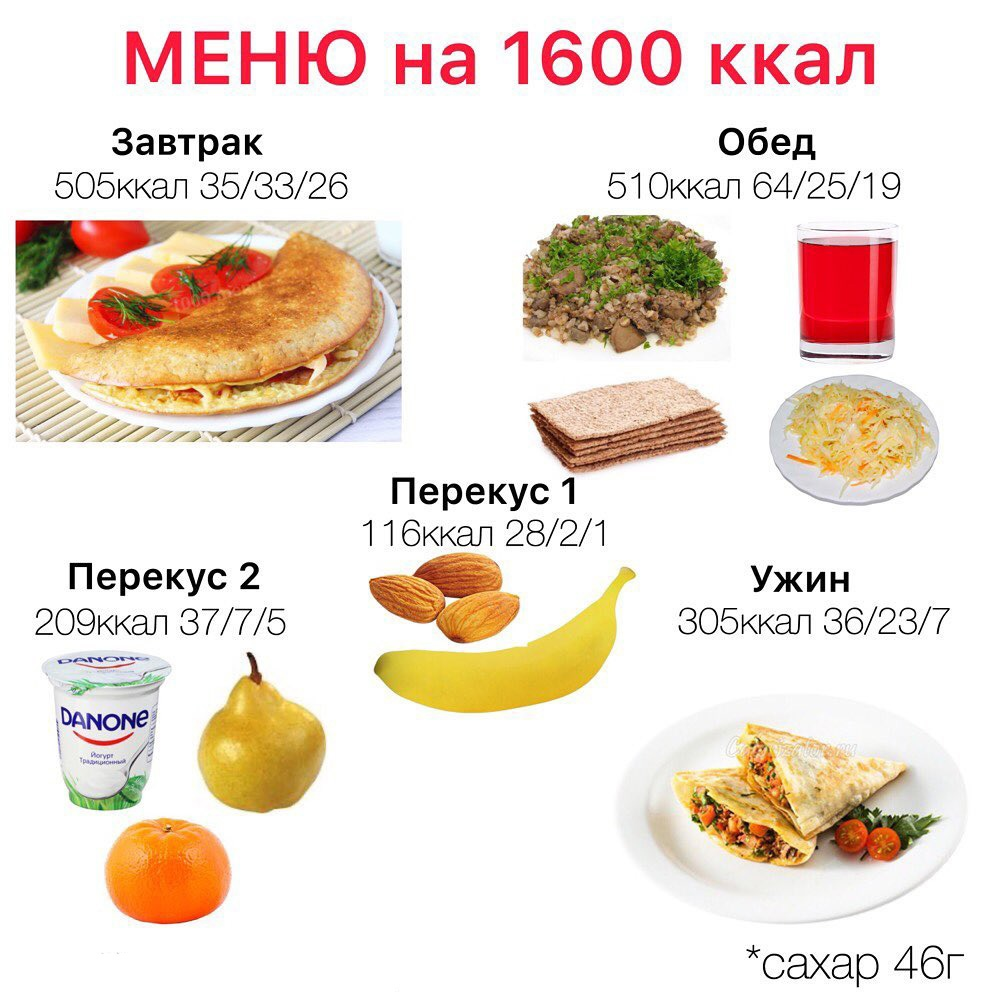 МЕНЮ на 1600 ккал
Завтрак
505ккал 35/33/26
Обед
510ккал 64/25/19
Перекус 1
116ккал 28/2/1
Перекус 2
209ккал 37/7/5
DANONE
DANONE
Йогурт
Традиционный
Ужин
305ккал 36/23/7
*сахар 46г